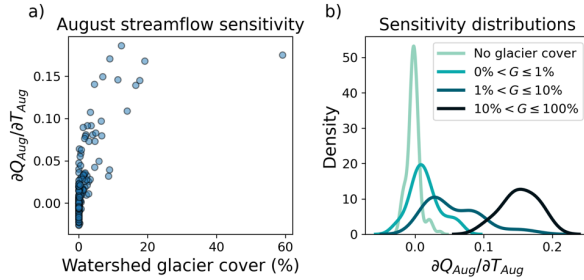 a)
August streamflow sensitivity
0.15
0.10
0.05
0.00
∂Q_Aug/∂T_Aug
0
20
40
60
Watershed glacier cover (%)
b)
Sensitivity distributions
No glacier cover
0% < G ≤ 1%
1% < G ≤ 10%
10% < G ≤ 100%
50
40
30
20
10
0
Density
0.0
0.1
0.2
∂Q_Aug/∂T_Aug